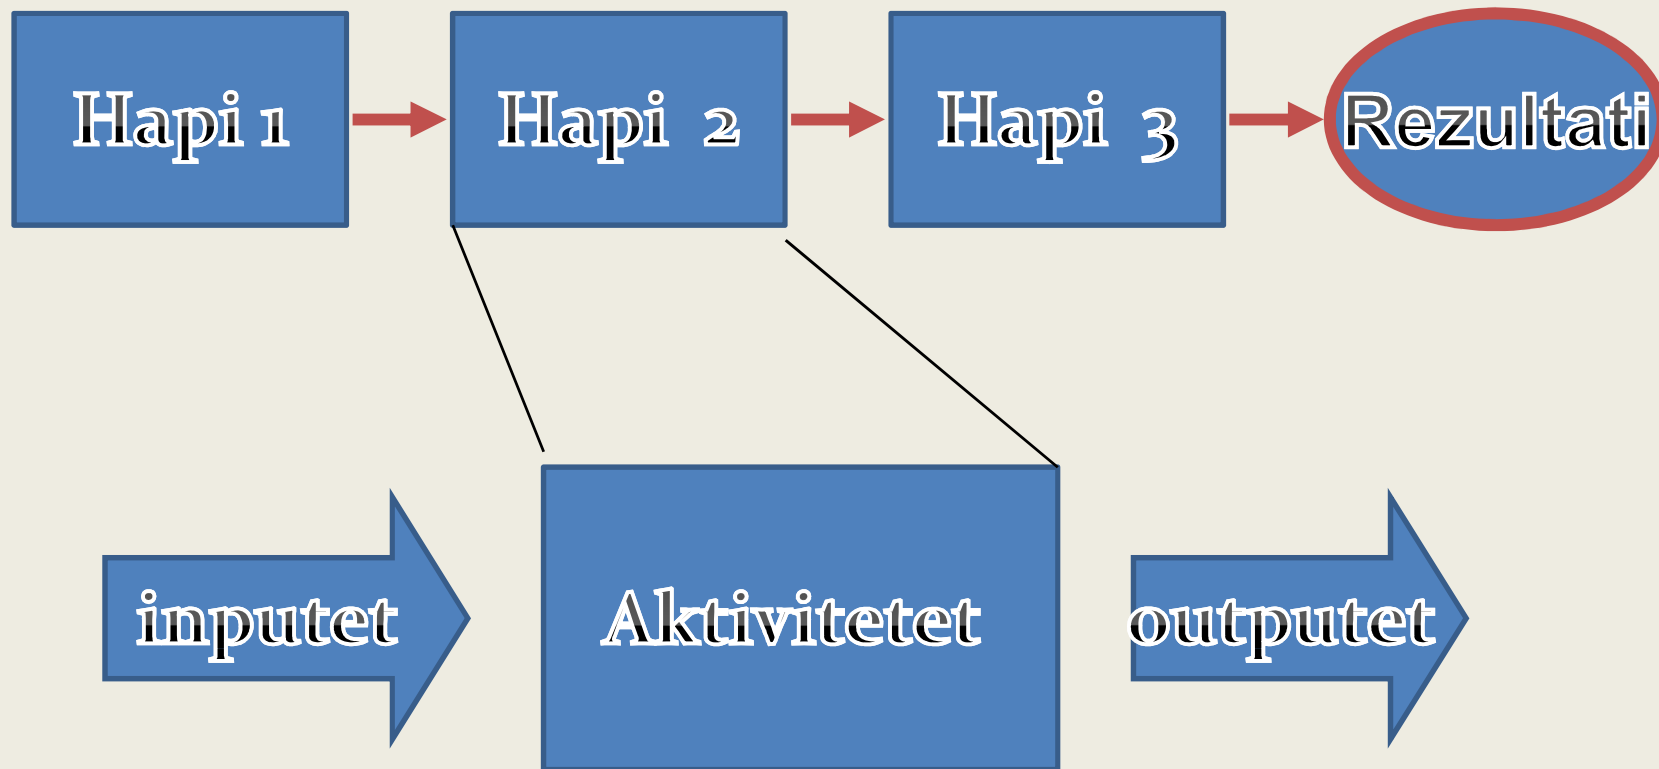 Hapi 1
Hapi 2
Hapi 3
Rezultati
inputet
Aktivitetet
outputet